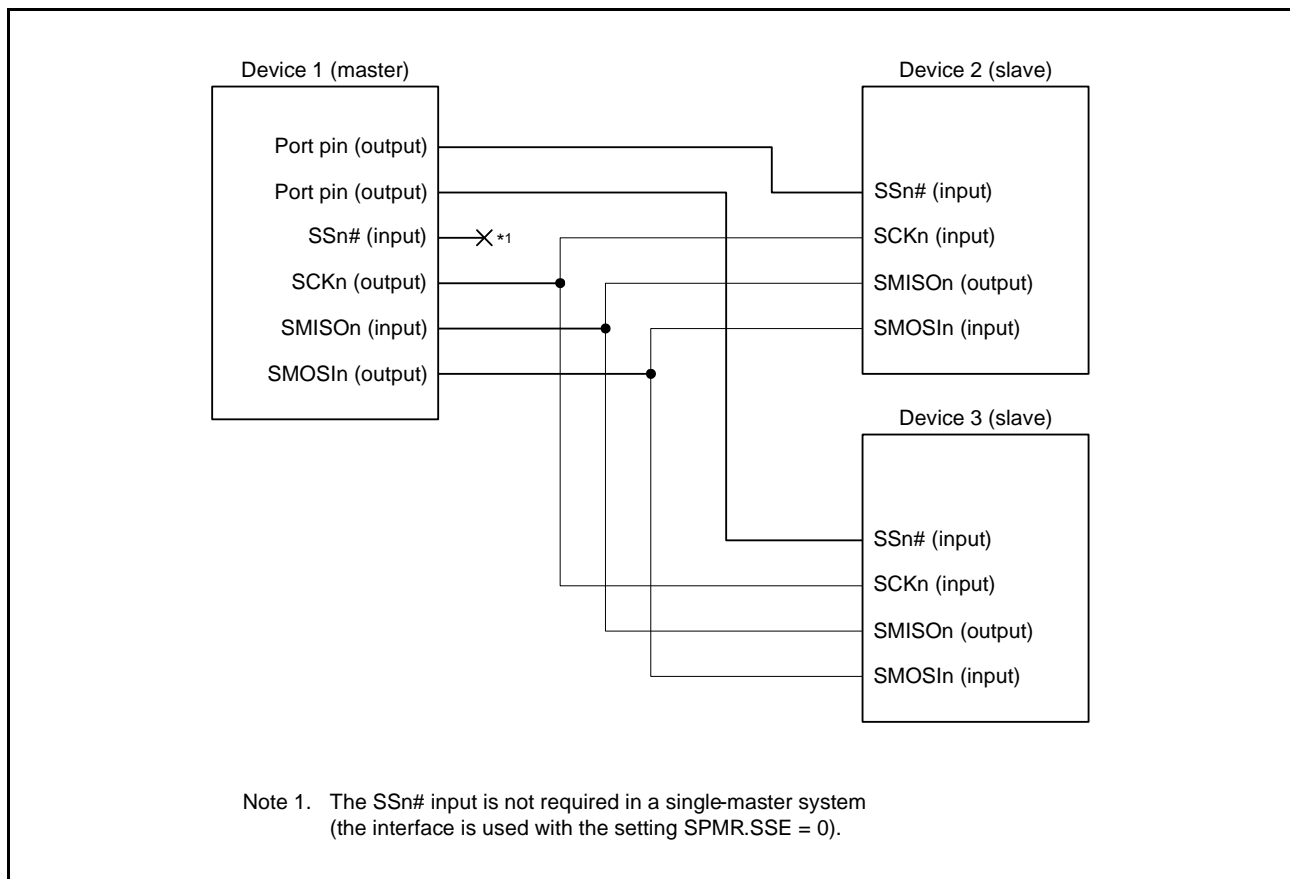 Device 1 (master)
Port pin (output)
Port pin (output)
SSn# (input)
*1
SCKn (output)
SMISOn (input)
SMOSIn (output)
Device 2 (slave)
SSn# (input)
SCKn (input)
SMISOn (output)
SMOSIn (input)
Device 3 (slave)
SSn# (input)
SCKn (input)
SMISOn (output)
SMOSIn (input)
Note 1. The SSn# input is not required in a single-master system
(the interface is used with the setting SPMR.SSE = 0).